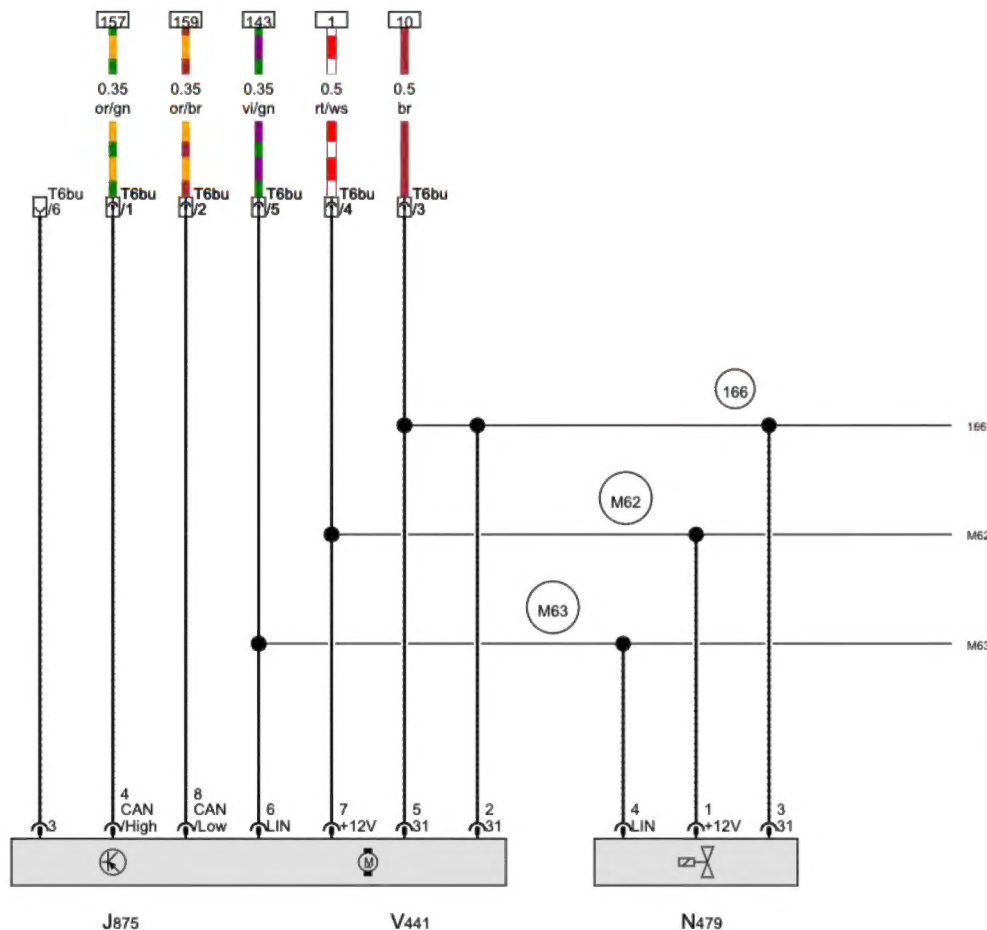 157 159 143 1 10
0.35 0.35 0.35 0.5 0.5
or/gn or/br vi/gn rt/ws br
T6bu T6bu T6bu T6bu T6bu T6bu
/6 /1 /2 /5 /4 /3
166
166
M62
M62
M63
M63
4 8 6 7 5 2 4 1 3
CAN CAN
3 /High /Low LIN +12V 31 31 LIN +12V 31
M
J875 V441 N479